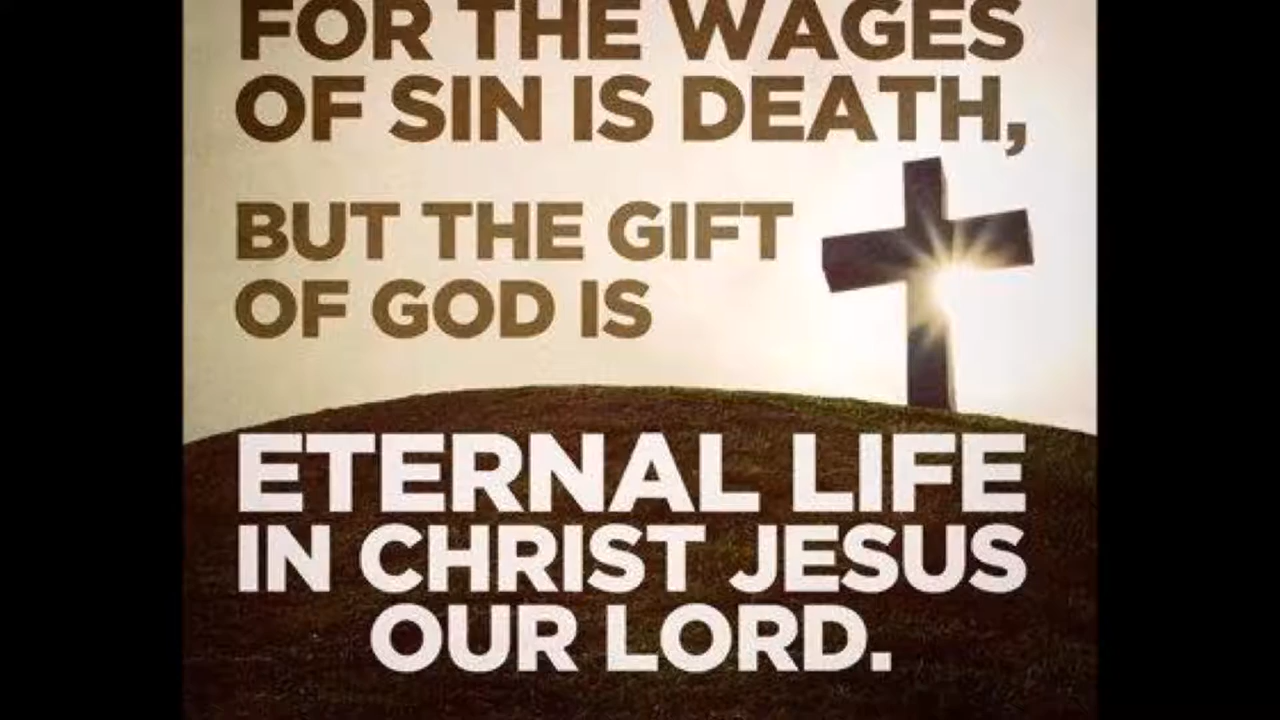 FOR THE WAGES
OF SIN IS DEATH,
BUT THE GIFT
OF GOD IS
ETERNAL LIFE
IN CHRIST JESUS
OUR LORD.